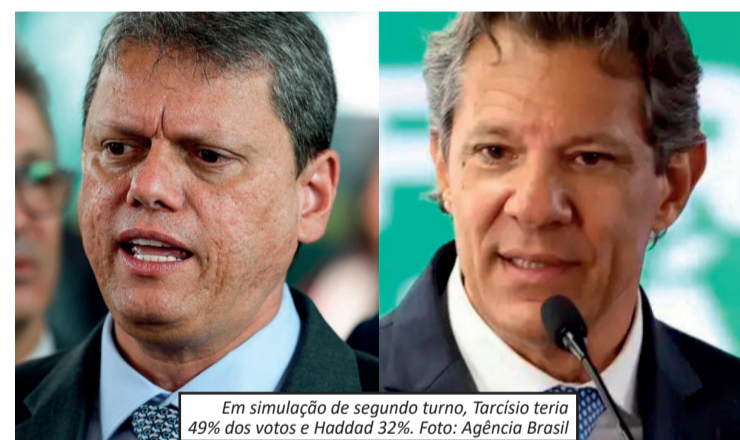 Em simulação de segundo turno, Tarcísio teria
49% dos votos e Haddad 32%. Foto: Agência Brasil